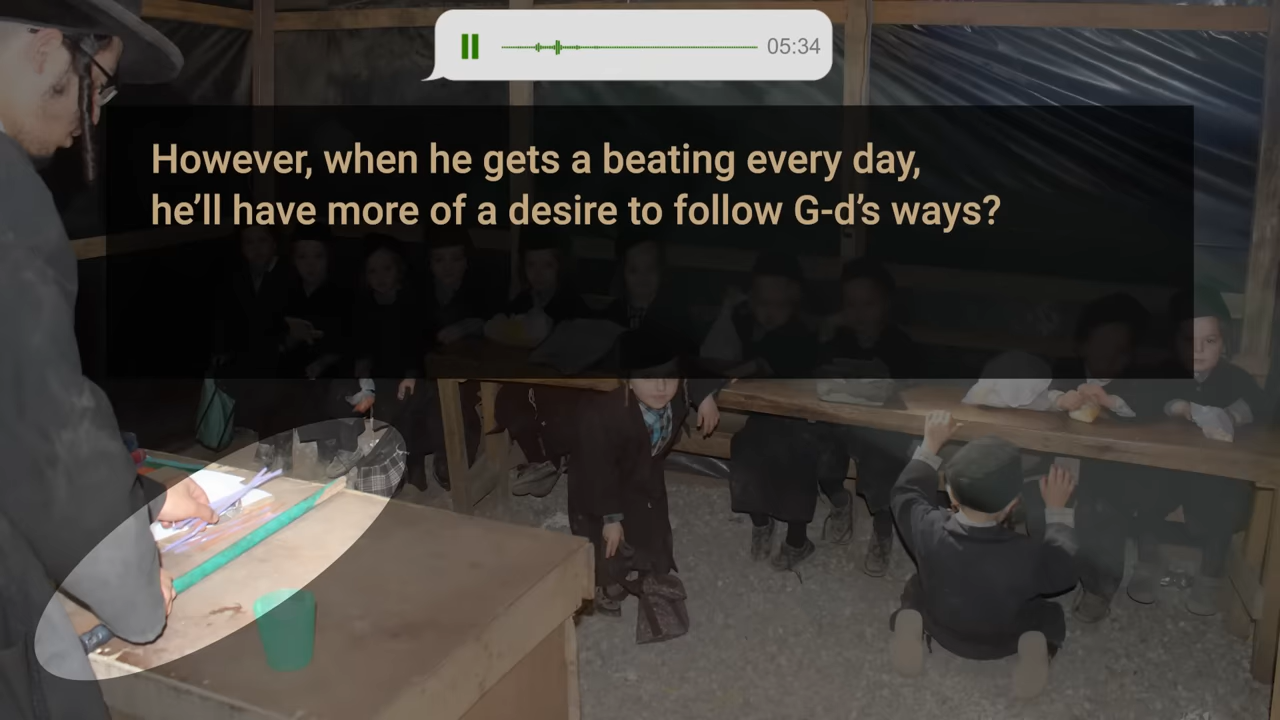 05:34
However, when he gets a beating every day,
he’ll have more of a desire to follow G-d’s ways?